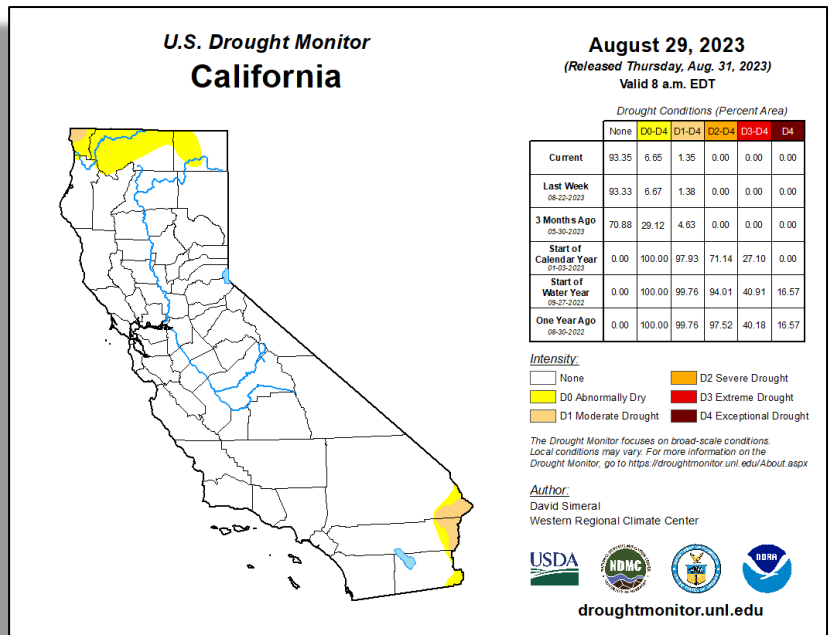 U.S. Drought Monitor
California
August 29, 2023
(Released Thursday, Aug. 31, 2023)
Valid 8 a.m. EDT
Drought Conditions (Percent Area)
None D0-D4 D1-D4 D2-D4 D3-D4 D4
Current 93.35 6.65 1.35 0.00 0.00 0.00
Last Week
08-22-2023 93.33 6.67 1.38 0.00 0.00 0.00
3 Months Ago
05-30-2023 70.88 29.12 4.63 0.00 0.00 0.00
Start of
Calendar Year
01-03-2023 0.00 100.00 97.93 71.14 27.10 0.00
Start of
Water Year
09-27-2022 0.00 100.00 99.76 94.01 40.91 16.57
One Year Ago
08-30-2022 0.00 100.00 99.76 97.52 40.18 16.57
Intensity:
None
D0 Abnormally Dry
D1 Moderate Drought
D2 Severe Drought
D3 Extreme Drought
D4 Exceptional Drought
The Drought Monitor focuses on broad-scale conditions.
Local conditions may vary. For more information on the
Drought Monitor, go to https://droughtmonitor.unl.edu/About.aspx
Author:
David Simeral
Western Regional Climate Center
USDA
NDMC
NOAA
droughtmonitor.unl.edu